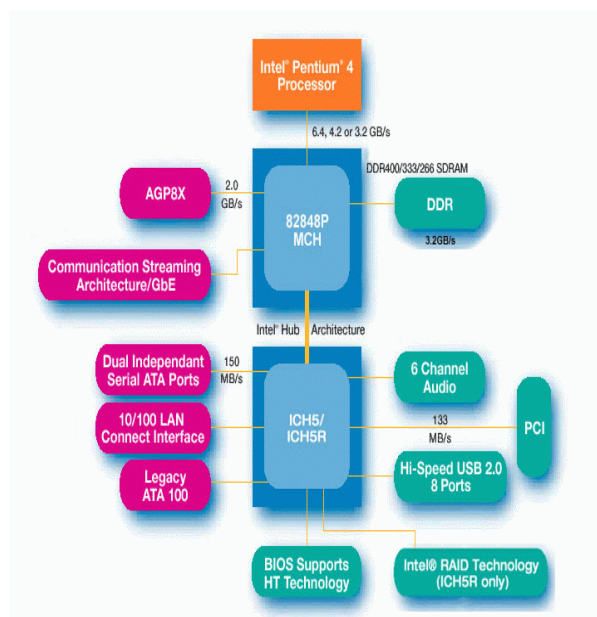 Intel® Pentium® 4
Processor
6.4, 4.2 or 3.2 GB/s
DDR400/333/266 SDRAM
AGP8X
2.0
GB/s
82848P
MCH
DDR
3.2GB/s
Communication Streaming
Architecture/GbE
Intel® Hub Architecture
Dual Independant
Serial ATA Ports
150
MB/s
6 Channel
Audio
10/100 LAN
Connect Interface
ICH5/
ICH5R
133
MB/s
PCI
Legacy
ATA 100
Hi-Speed USB 2.0
8 Ports
BIOS Supports
HT Technology
Intel® RAID Technology
(ICH5R only)